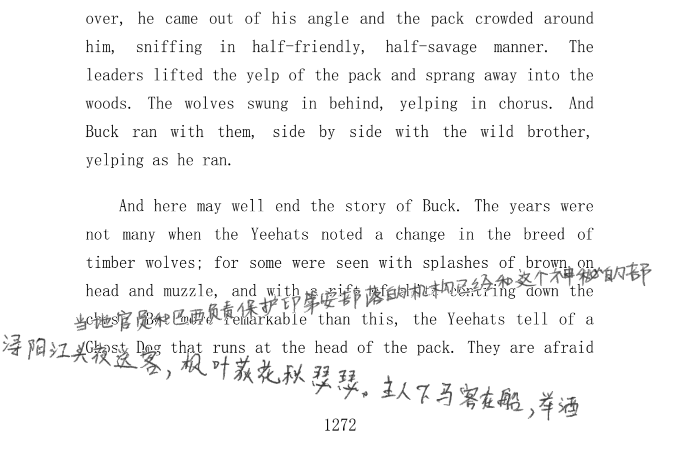 over, he came out of his angle and the pack crowded around
him, sniffing in half-friendly, half-savage manner. The
leaders lifted the yelp of the pack and sprang away into the
woods. The wolves swung in behind, yelping in chorus. And
Buck ran with them, side by side with the wild brother,
yelping as he ran.
And here may well end the story of Buck. The years were
not many when the Yeehats noted a change in the breed of
timber wolves; for some were seen with splashes of brown on
head and muzzle, and with a rift of centring down the
remarkable than this, the Yeehats tell of a
当地官员和巴西负责保护印第安部落的机构已经和这个神秘的部
Ghost Dog that runs at the head of the pack. They are afraid
浔阳江头夜送客，枫叶荻花秋瑟瑟。主人下马客在船，举酒
1272